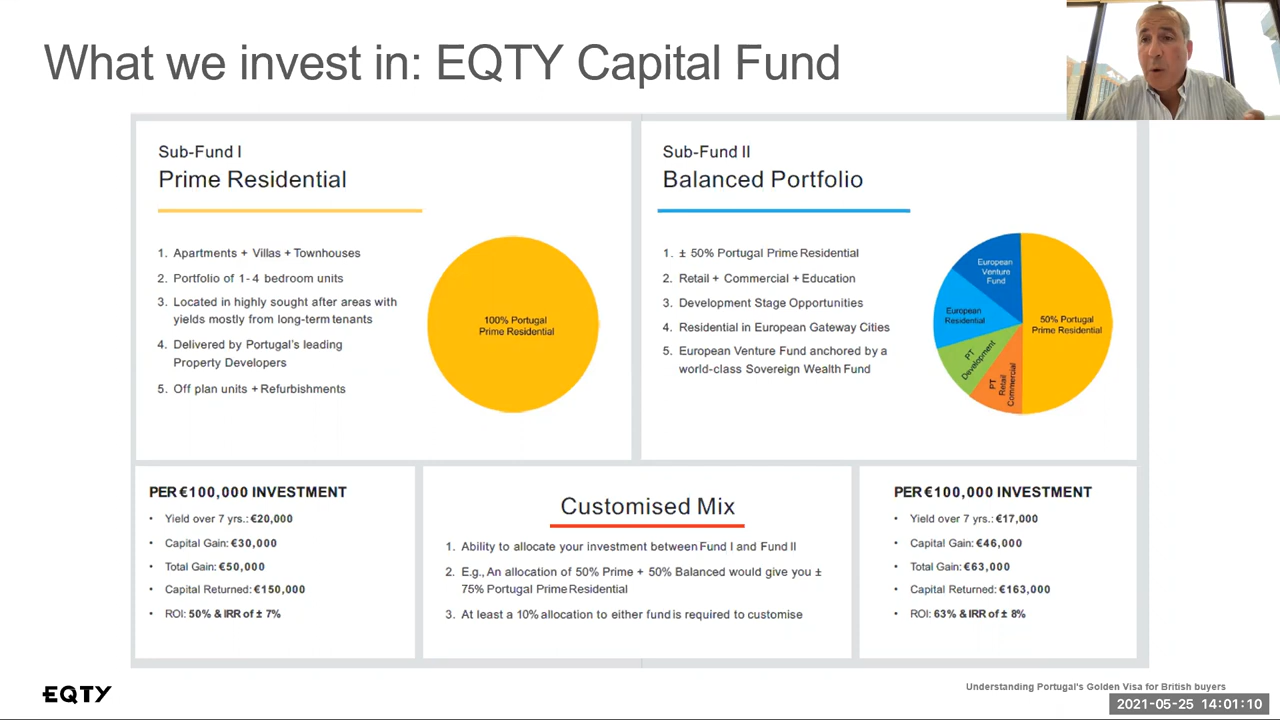 What we invest in: EQTY Capital Fund
Sub-Fund I
Prime Residential
1. Apartments + Villas + Townhouses
2. Portfolio of 1- 4 bedroom units
3. Located in highly sought after areas with
yields mostly from long-term tenants
4. Delivered by Portugal's leading
Property Developers
5. Off plan units + Refurbishments
100% Portugal
Prime Residential
Sub-Fund II
Balanced Portfolio
1. ± 50% Portugal Prime Residential
2. Retail + Commercial + Education
3. Development Stage Opportunities
4. Residential in European Gateway Cities
5. European Venture Fund anchored by a
world-class Sovereign Wealth Fund
European
Venture
Fund
European
Residential
PT
Development
PT
Retail
Commercial
50% Portugal
Prime Residential
PER €100,000 INVESTMENT
• Yield over 7 yrs.: €20,000
• Capital Gain: €30,000
• Total Gain: €50,000
• Capital Returned: €150,000
• ROI: 50% & IRR of ± 7%
Customised Mix
1. Ability to allocate your investment between Fund I and Fund II
2. E.g., An allocation of 50% Prime + 50% Balanced would give you ±
75% Portugal Prime Residential
3. At least a 10% allocation to either fund is required to customise
PER €100,000 INVESTMENT
• Yield over 7 yrs.: €17,000
• Capital Gain: €46,000
• Total Gain: €63,000
• Capital Returned: €163,000
• ROI: 63% & IRR of ± 8%
EQTY
Understanding Portugal's Golden Visa for British buyers
2021-05-25 14:01:10